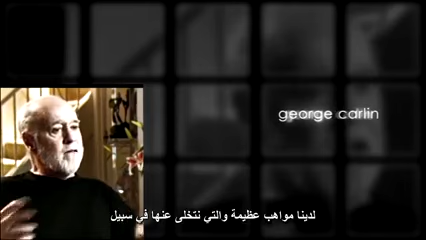 george carlin
لدينا مواهب عظيمة والتي نتخلى عنها في سبيل